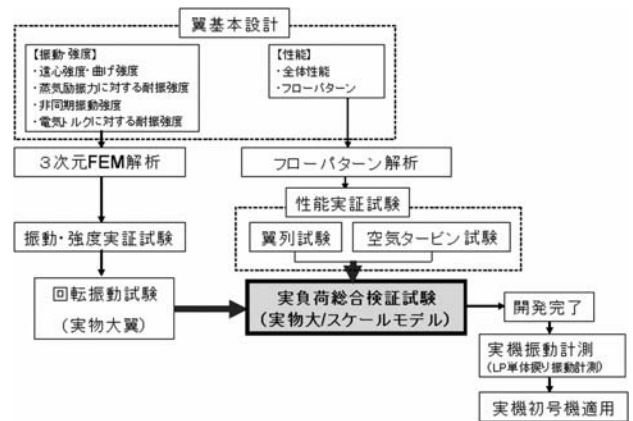 翼基本設計
【振動・強度】
・遠心強度・曲げ強度
・蒸気励振力に対する耐振強度
・非同期振動強度
・電気トルクに対する耐振強度
【性能】
・全体性能
・フローパターン
3次元FEM解析
フローパターン解析
性能実証試験
翼列試験
空気タービン試験
振動・強度実証試験
回転振動試験
(実物大翼)
実負荷総合検証試験
(実物大/スケールモデル)
開発完了
実機振動計測
(LP単体捩り振動計測)
実機初号機適用